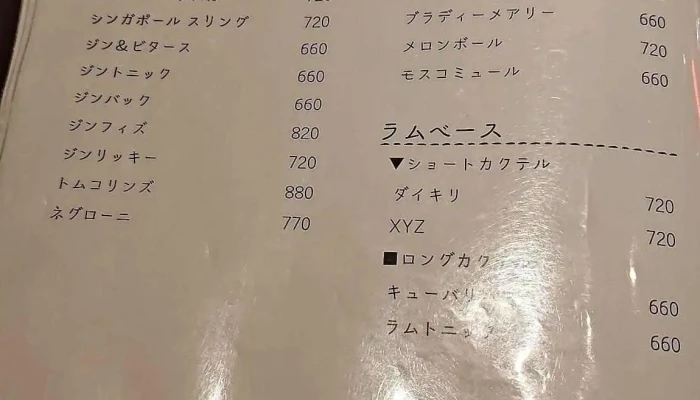 シンガポール スリング 720
ジン&ビタース 660
ジントニック 660
ジンバック 660
ジンフィズ 820
ジンリッキー 720
トムコリンズ 880
ネグローニ 770
ブラディーメアリー 660
メロンボール 720
モスコミュール 660
ラムベース
▼ショートカクテル
ダイキリ 720
XYZ 720
■ロングカク
キューバリ 660
ラムトニック 660